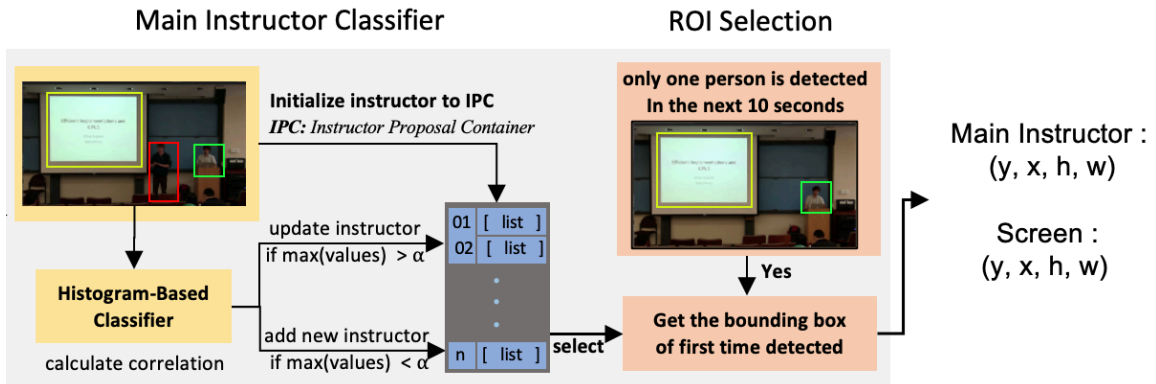 Main Instructor Classifier
ROI Selection
Initialize instructor to IPC
IPC: Instructor Proposal Container
update instructor
if max(values) > α
Histogram-Based
Classifier
calculate correlation
add new instructor
if max(values) < α
01 [ list ]
02 [ list ]
n [ list ]
select
only one person is detected
In the next 10 seconds
Yes
Get the bounding box
of first time detected
Main Instructor :
(y, x, h, w)
Screen :
(y, x, h, w)